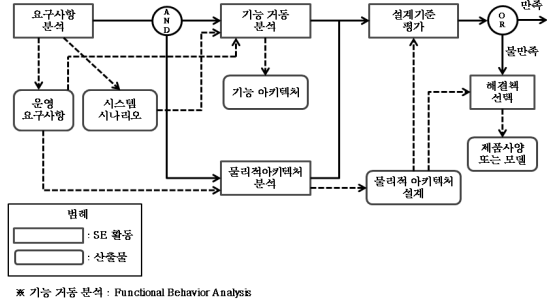 요구사항
분석
AND
기능 거동
분석
설계기준
평가
OR
만족
불만족
운영
요구사항
시스템
시나리오
기능 아키텍처
해결책
선택
제품사양
또는 모델
물리적아키텍처
분석
물리적 아키텍처
설계
범례
: SE 활동
: 산출물
※ 기능 거동 분석 : Functional Behavior Analysis